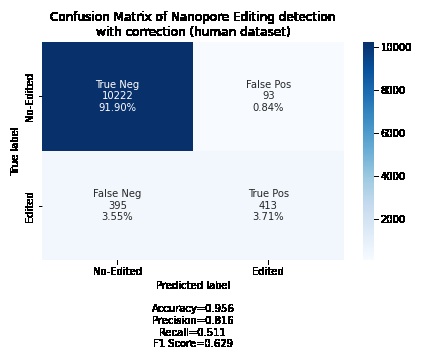 Confusion Matrix of Nanopore Editing detection
with correction (human dataset)
True label
No-Edited
Edited
True Neg
10222
91.90%
False Pos
93
0.84%
False Neg
395
3.55%
True Pos
413
3.71%
10000
8000
6000
4000
2000
No-Edited
Edited
Predicted label
Accuracy=0.956
Precision=0.816
Recall=0.511
F1 Score=0.629